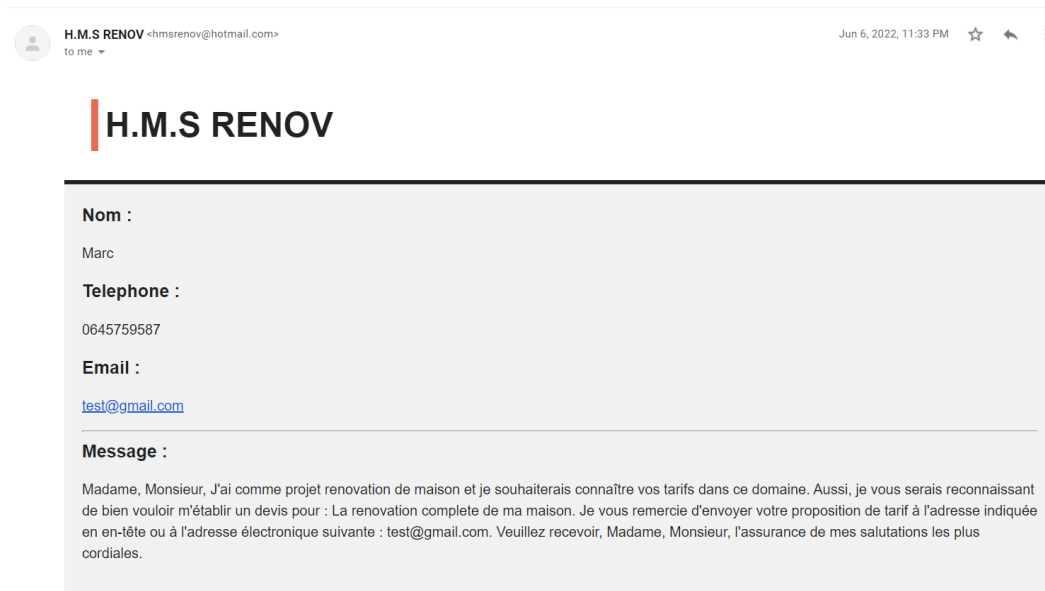 H.M.S RENOV <hmsrenov@hotmail.com>
Jun 6, 2022, 11:33 PM
to me
H.M.S RENOV
Nom :
Marc
Telephone :
0645759587
Email :
test@gmail.com
Message :
Madame, Monsieur, J'ai comme projet renovation de maison et je souhaiterais connaître vos tarifs dans ce domaine. Aussi, je vous serais reconnaissant
de bien vouloir m'établir un devis pour : La renovation complete de ma maison. Je vous remercie d'envoyer votre proposition de tarif à l'adresse indiquée
en en-tête ou à l'adresse électronique suivante : test@gmail.com. Veuillez recevoir, Madame, Monsieur, l'assurance de mes salutations les plus
cordiales.